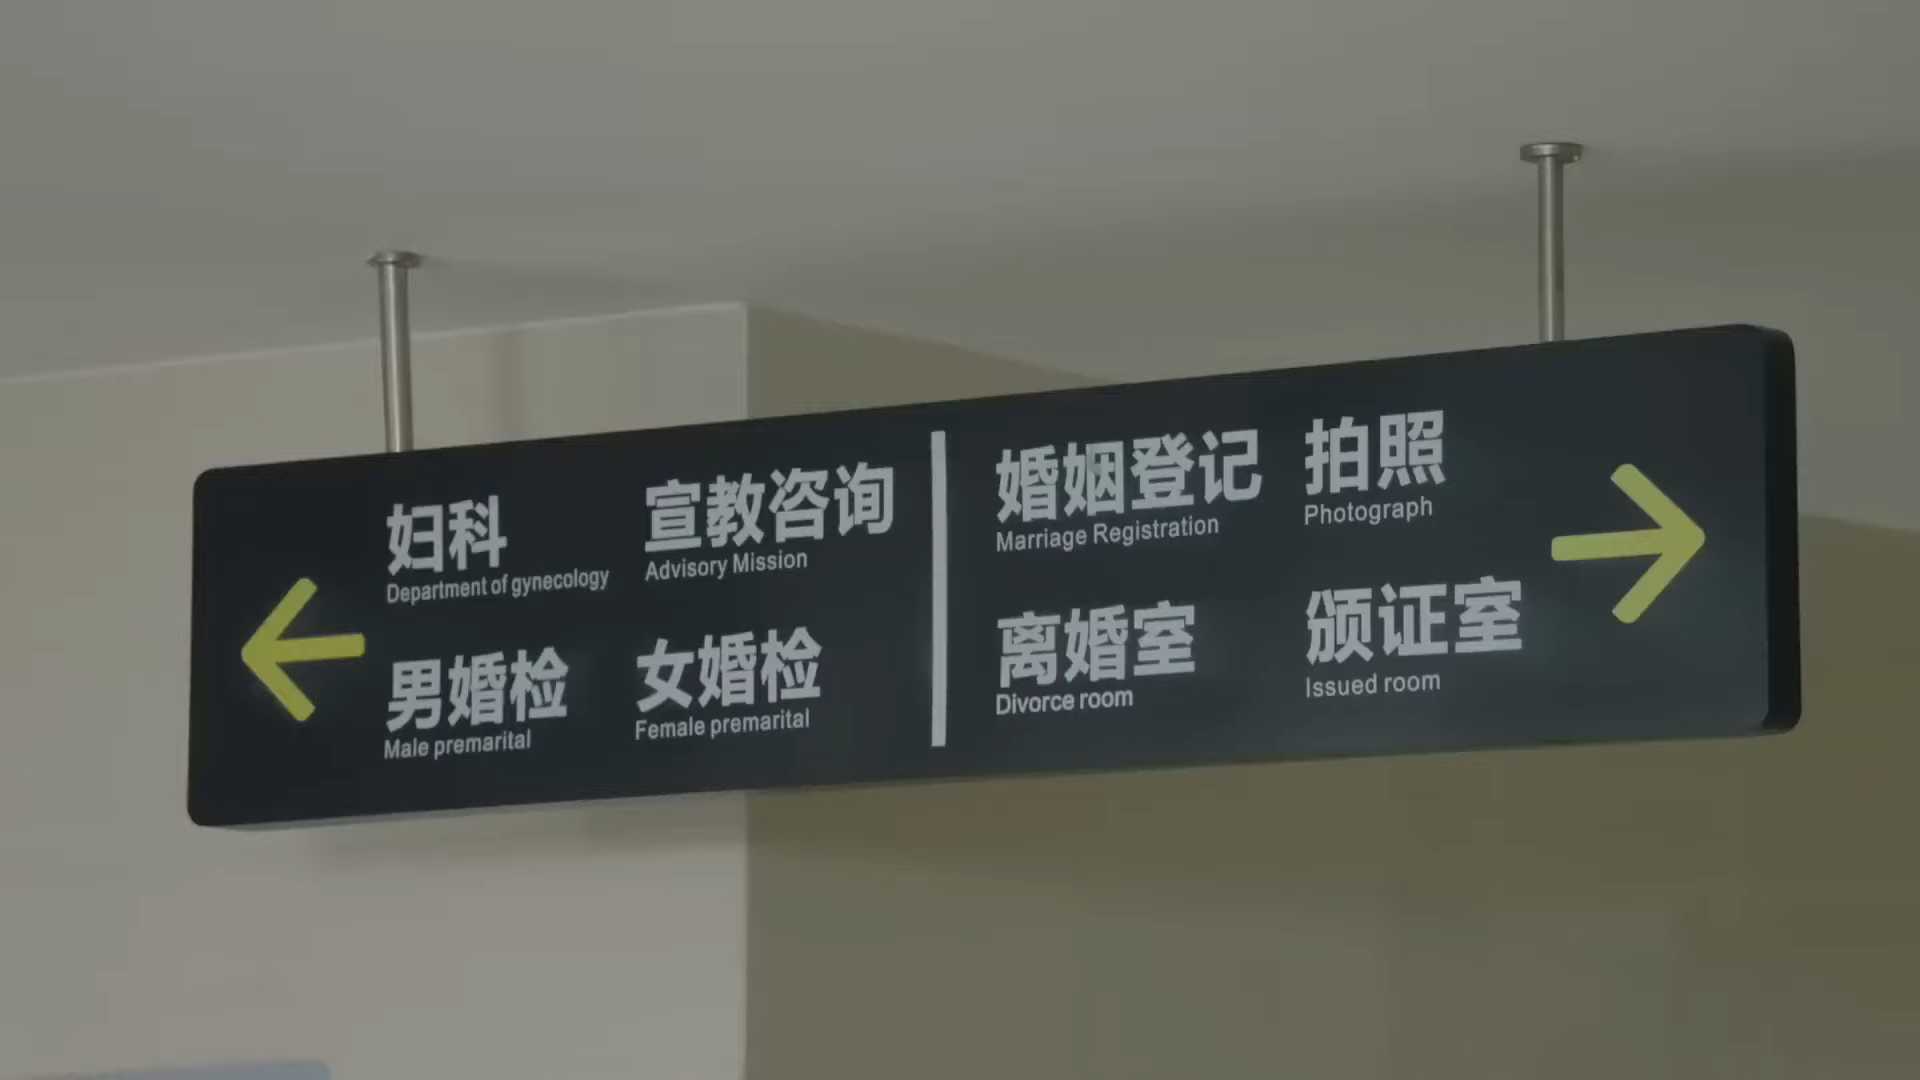 妇科 宣教咨询
Department of gynecology Advisory Mission
男婚检 女婚检
Male premarital Female premarital
婚姻登记 拍照
Marriage Registration Photograph
离婚室 颁证室
Divorce room Issued room